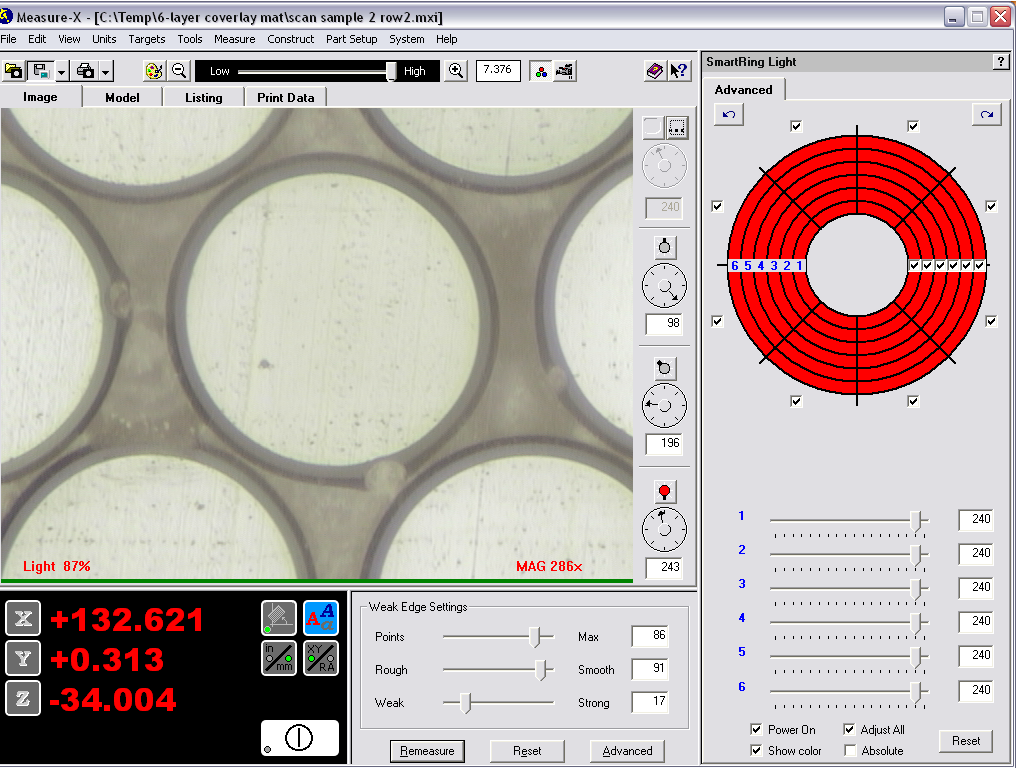 Measure-X - [C:\Temp\6-layer coverlay mat\scan sample 2 row2.mxi]
File Edit View Units Targets Tools Measure Construct Part Setup System Help
Low High 7.376
Image Model Listing Print Data
240
98
196
243
Light 87% MAG 286x
X +132.621
Y +0.313
Z -34.004
A A
in mm
XY RA
Weak Edge Settings
Points Max 86
Rough Smooth 91
Weak Strong 17
Remeasure Reset Advanced
SmartRing Light ?
Advanced
6 5 4 3 2 1
1 240
2 240
3 240
4 240
5 240
6 240
Power On Adjust All
Show color Absolute Reset